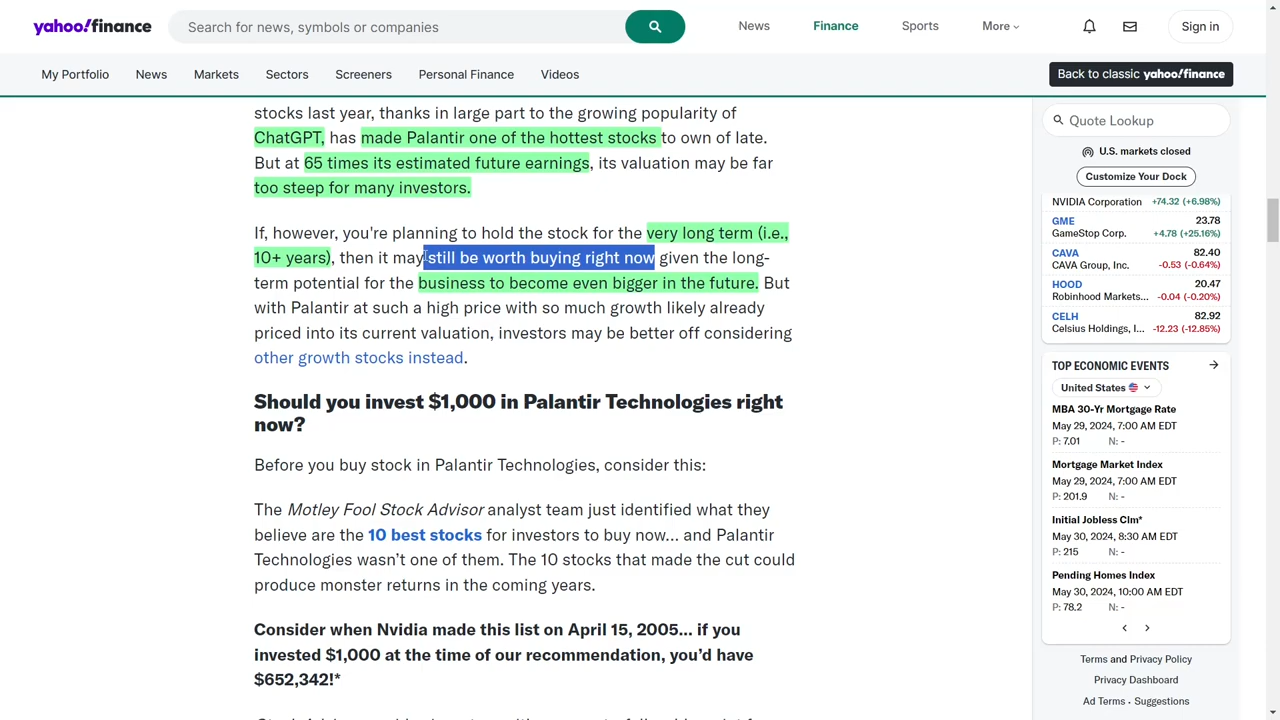 yahoo!finance
Search for news, symbols or companies
News
Finance
Sports
More
Sign in
My Portfolio
News
Markets
Sectors
Screeners
Personal Finance
Videos
Back to classic yahoo!finance
stocks last year, thanks in large part to the growing popularity of
ChatGPT, has made Palantir one of the hottest stocks to own of late.
But at 65 times its estimated future earnings, its valuation may be far
too steep for many investors.
If, however, you're planning to hold the stock for the very long term (i.e.,
10+ years), then it may still be worth buying right now given the long-
term potential for the business to become even bigger in the future. But
with Palantir at such a high price with so much growth likely already
priced into its current valuation, investors may be better off considering
other growth stocks instead.
Should you invest $1,000 in Palantir Technologies right
now?
Before you buy stock in Palantir Technologies, consider this:
The Motley Fool Stock Advisor analyst team just identified what they
believe are the 10 best stocks for investors to buy now… and Palantir
Technologies wasn't one of them. The 10 stocks that made the cut could
produce monster returns in the coming years.
Consider when Nvidia made this list on April 15, 2005... if you
invested $1,000 at the time of our recommendation, you'd have
$652,342!*
Quote Lookup
U.S. markets closed
Customize Your Dock
NVIDIA Corporation +74.32 (+6.98%)
GME 23.78
GameStop Corp. +4.78 (+25.16%)
CAVA 82.40
CAVA Group, Inc. -0.53 (-0.64%)
HOOD 20.47
Robinhood Markets... -0.04 (-0.20%)
CELH 82.92
Celsius Holdings, I... -12.23 (-12.85%)
TOP ECONOMIC EVENTS
United States
MBA 30-Yr Mortgage Rate
May 29, 2024, 7:00 AM EDT
P: 7.01 N: -
Mortgage Market Index
May 29, 2024, 7:00 AM EDT
P: 201.9 N: -
Initial Jobless Clm*
May 30, 2024, 8:30 AM EDT
P: 215 N: -
Pending Homes Index
May 30, 2024, 10:00 AM EDT
P: 78.2 N: -
Terms and Privacy Policy
Privacy Dashboard
Ad Terms • Suggestions